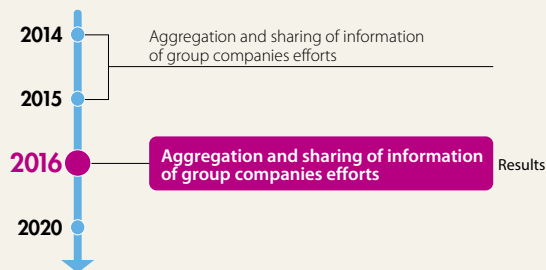 2014
Aggregation and sharing of information
of group companies efforts
2015
2016
Aggregation and sharing of information
of group companies efforts
Results
2020